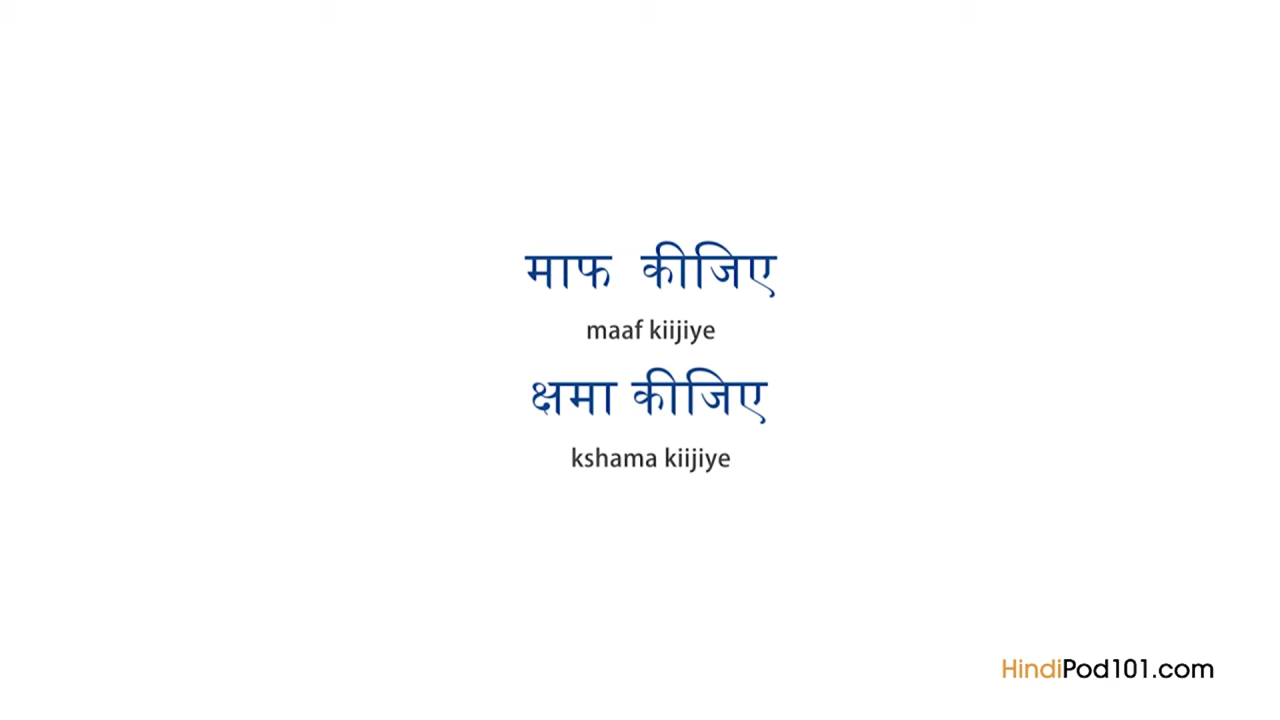 माफ कीजिए
maaf kiijiye
क्षमा कीजिए
kshama kiijiye
HindiPod101.com